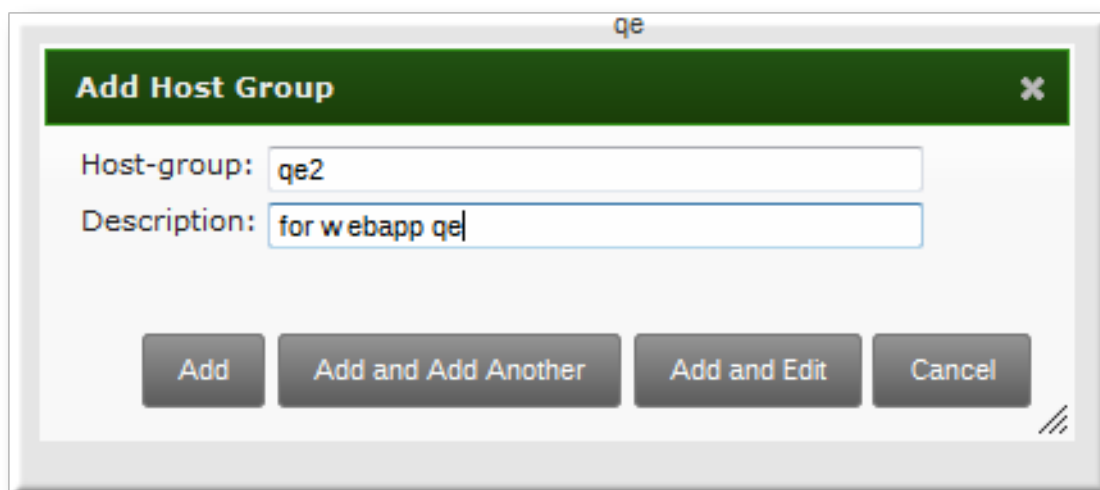 qe
Add Host Group
Host-group: qe2
Description: for webapp qe
Add Add and Add Another Add and Edit Cancel